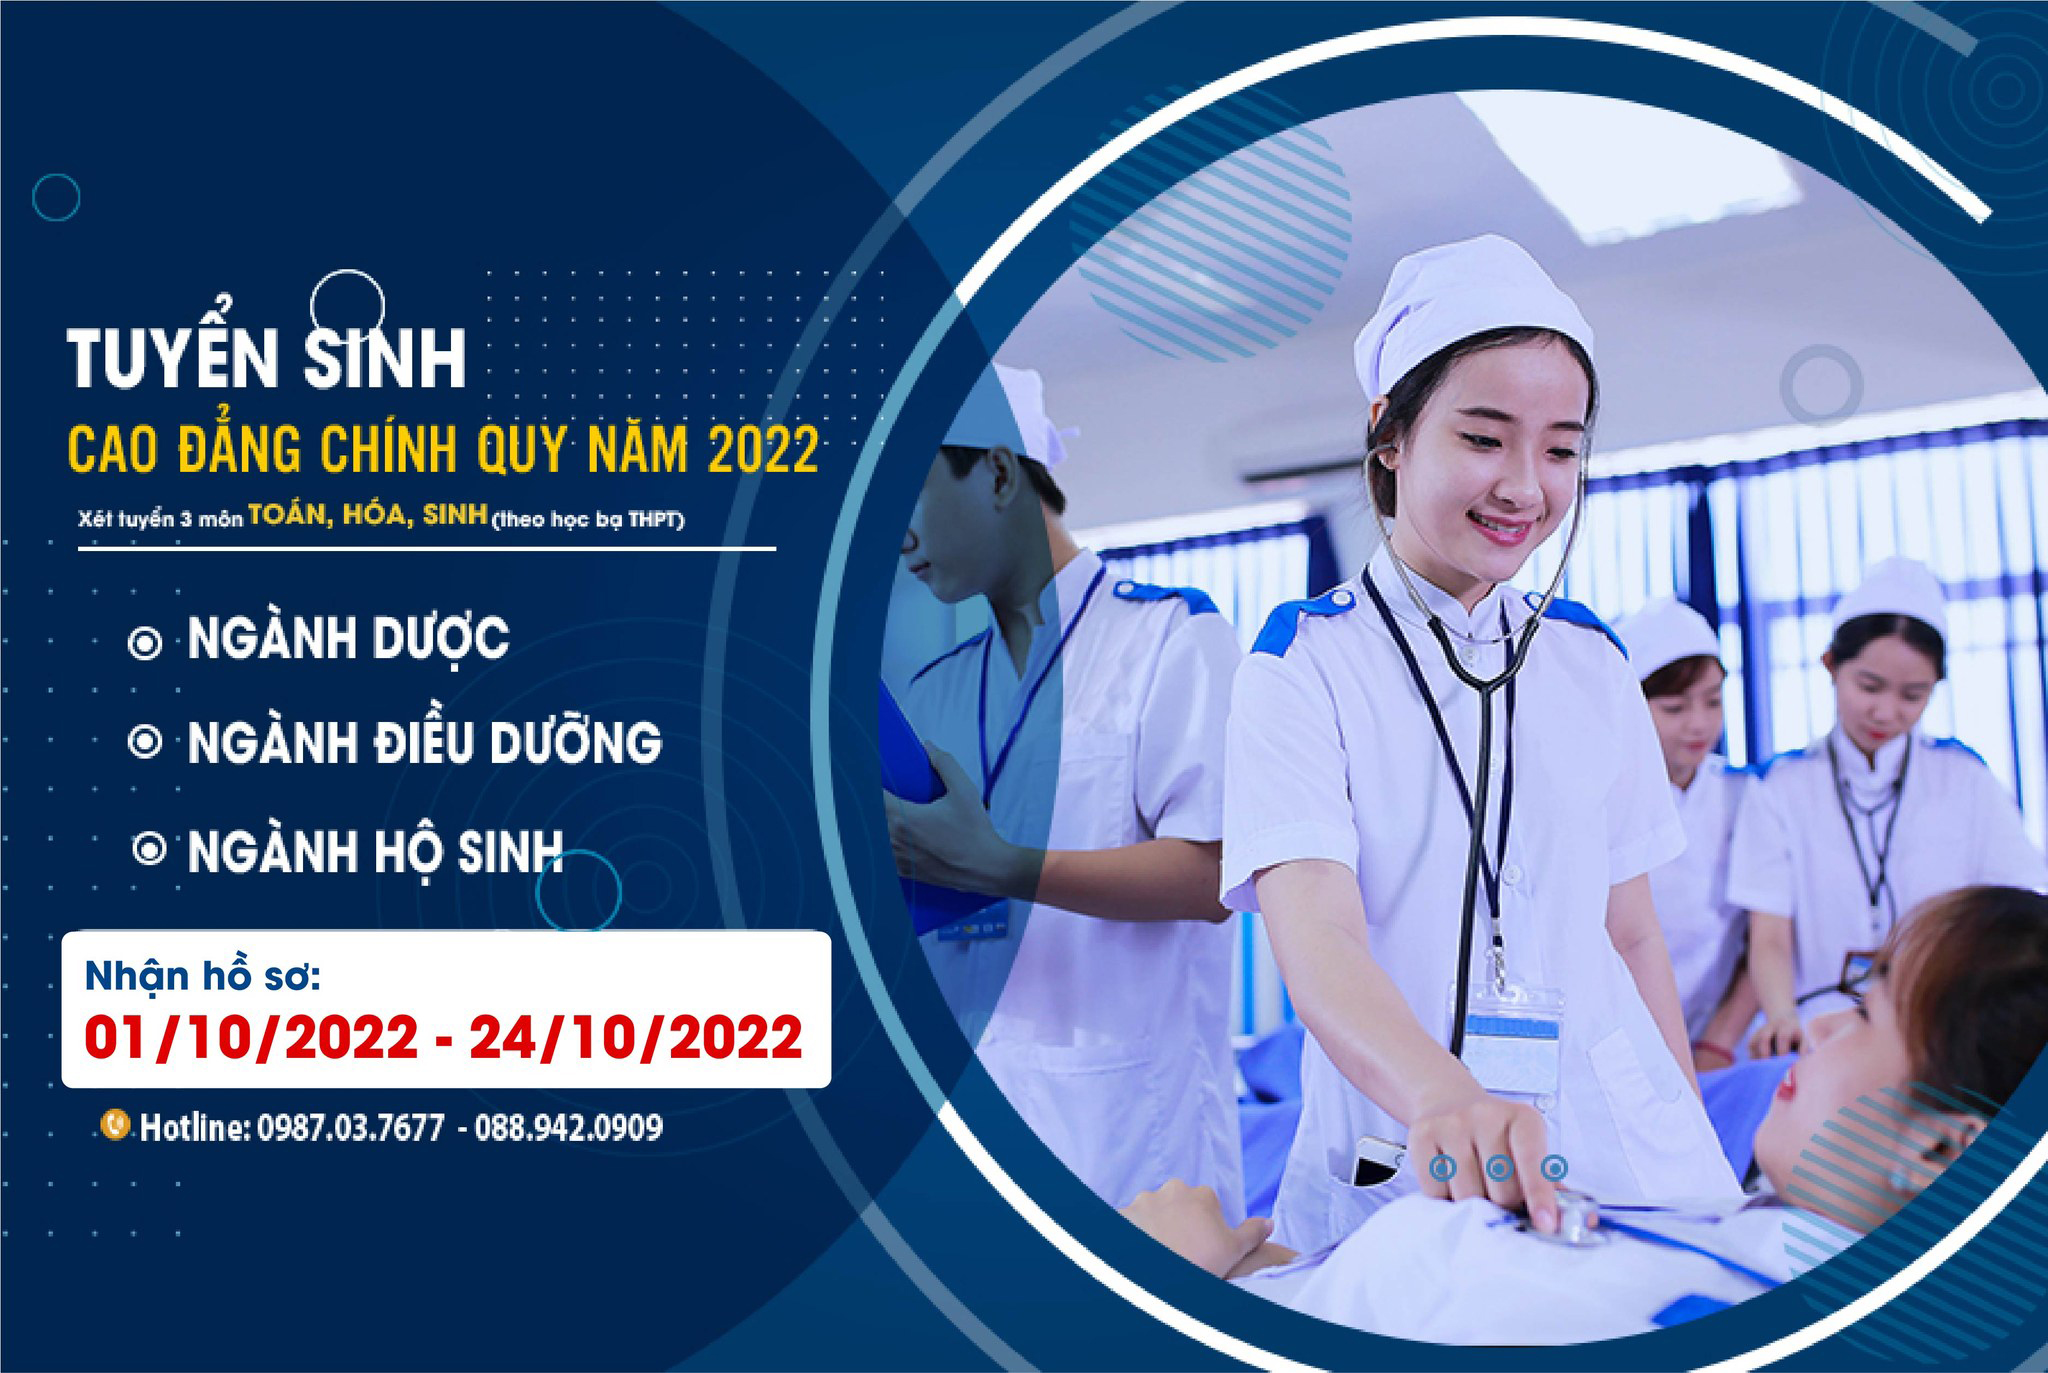 TUYỂN SINH
CAO ĐẲNG CHÍNH QUY NĂM 2022
Xét tuyển 3 môn TOÁN, HÓA, SINH (theo học bạ THPT)
NGÀNH DƯỢC
NGÀNH ĐIỀU DƯỠNG
NGÀNH HỘ SINH
Nhận hồ sơ:
01/10/2022 - 24/10/2022
Hotline: 0987.03.7677 - 088.942.0909